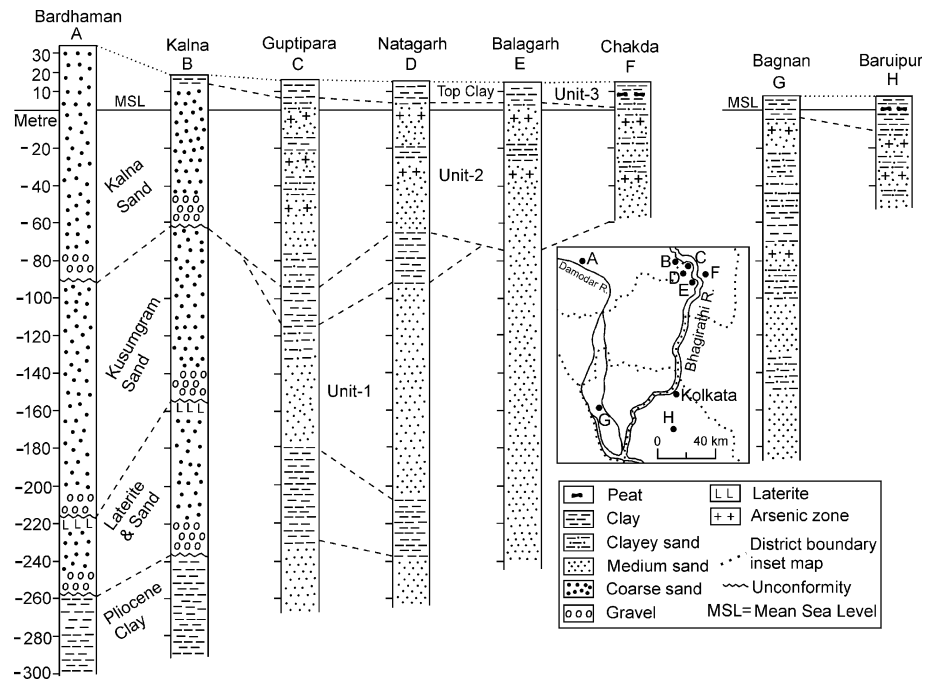 Bardhaman
A
Kalna
B
Guptipara
C
Natagarh
D
Balagarh
E
Chakda
F
Bagnan
G
Baruipur
H
30
20
10
Metre
−20
−40
−60
−80
−100
−120
−140
−160
−180
−200
−220
−240
−260
−280
−300
MSL
MSL
Top Clay
Unit-3
Unit-2
Unit-1
Kalna
Sand
Kusumgram
Sand
Laterite
& Sand
Pliocene
Clay
L L L
L L L
A
B
C
D
E
F
Damodar R.
Bhagirathi R.
Kolkata
G
H
0 40 km
Peat
Clay
Clayey sand
Medium sand
Coarse sand
Gravel
L L Laterite
Arsenic zone
District boundary
inset map
Unconformity
MSL=Mean Sea Level